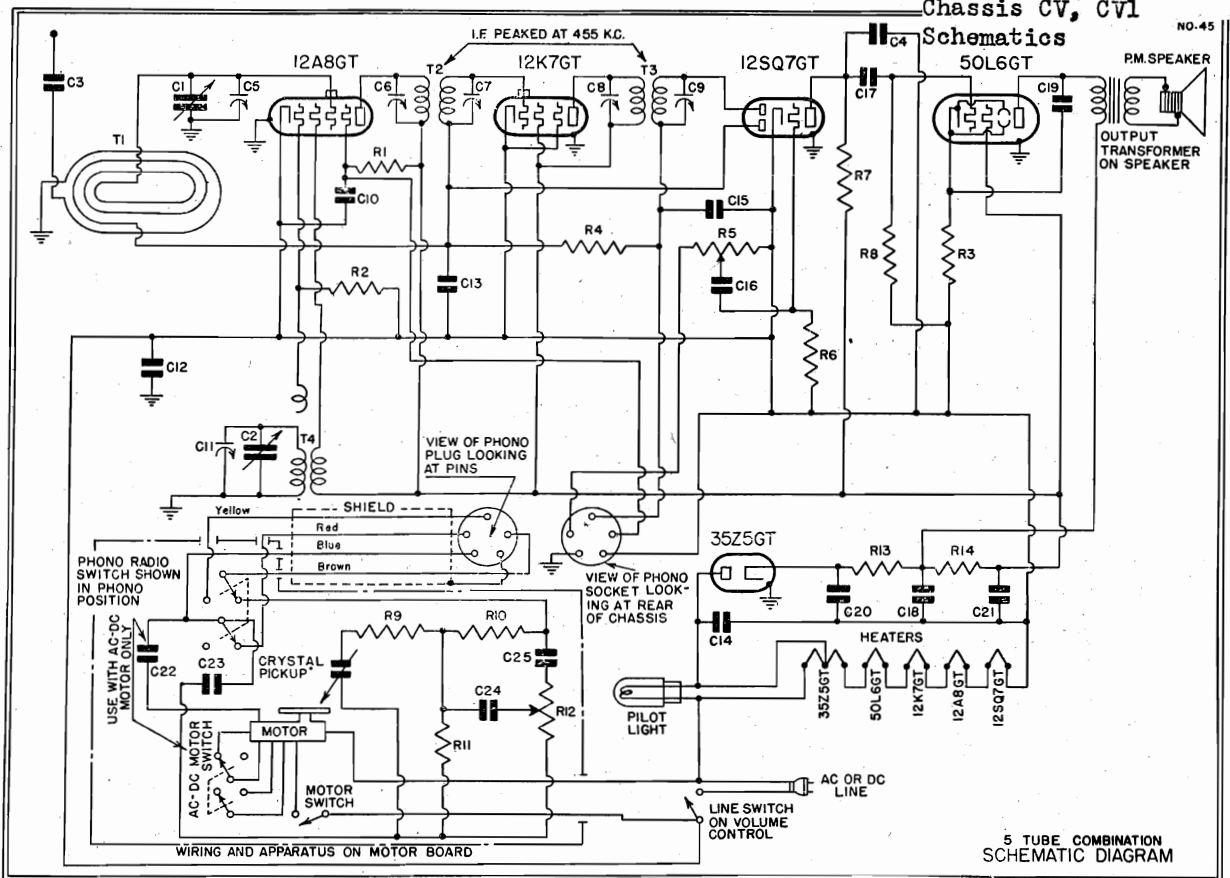 Chassis CV, CV1
Schematics
NO-45
I.F. PEAKED AT 455 K.C.
12A8GT
T2
12K7GT
T3
12SQ7GT
C4
50L6GT
P.M. SPEAKER
C3
C1
C5
C6
C7
C8
C9
C17
C19
OUTPUT
TRANSFORMER
ON SPEAKER
T1
R1
C10
R7
C15
R4
R5
R8
R3
R2
C13
C16
R6
C12
C11
C2
T4
VIEW OF PHONO
PLUG LOOKING
AT PINS
SHIELD
Yellow
Red
Blue
Brown
PHONO RADIO
SWITCH SHOWN
IN PHONO
POSITION
VIEW OF PHONO
SOCKET LOOK-
ING AT REAR
OF CHASSIS
35Z5GT
R13
R14
C20
C18
C21
C14
HEATERS
35Z5GT
50L6GT
12K7GT
12A8GT
12SQ7GT
USE WITH AC-DC
MOTOR ONLY
C22
C23
CRYSTAL
PICKUP
R9
R10
C25
C24
R12
R11
PILOT
LIGHT
MOTOR
AC-DC MOTOR
SWITCH
MOTOR
SWITCH
AC OR DC
LINE
LINE SWITCH
ON VOLUME
CONTROL
WIRING AND APPARATUS ON MOTOR BOARD
5 TUBE COMBINATION
SCHEMATIC DIAGRAM